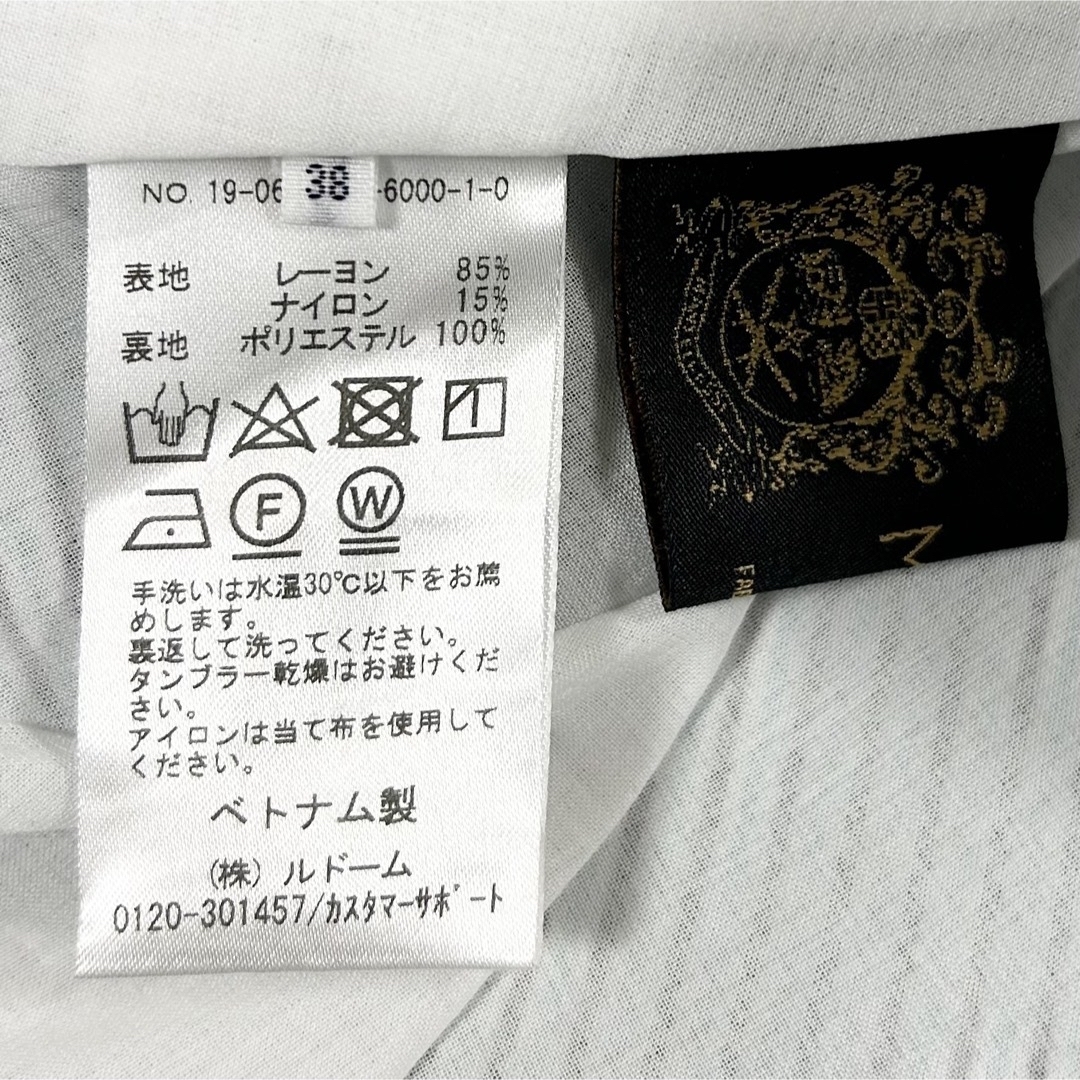 38
NO. 19-06 -6000-1-0
表地 レーヨン 85%
ナイロン 15%
裏地 ポリエステル 100%
F W
手洗いは水温30℃以下をお薦
めします。
裏返して洗ってください。
タンブラー乾燥はお避けくだ
さい。
アイロンは当て布を使用して
ください。
ベトナム製
(株) ルドーム
0120-301457/カスタマーサポート